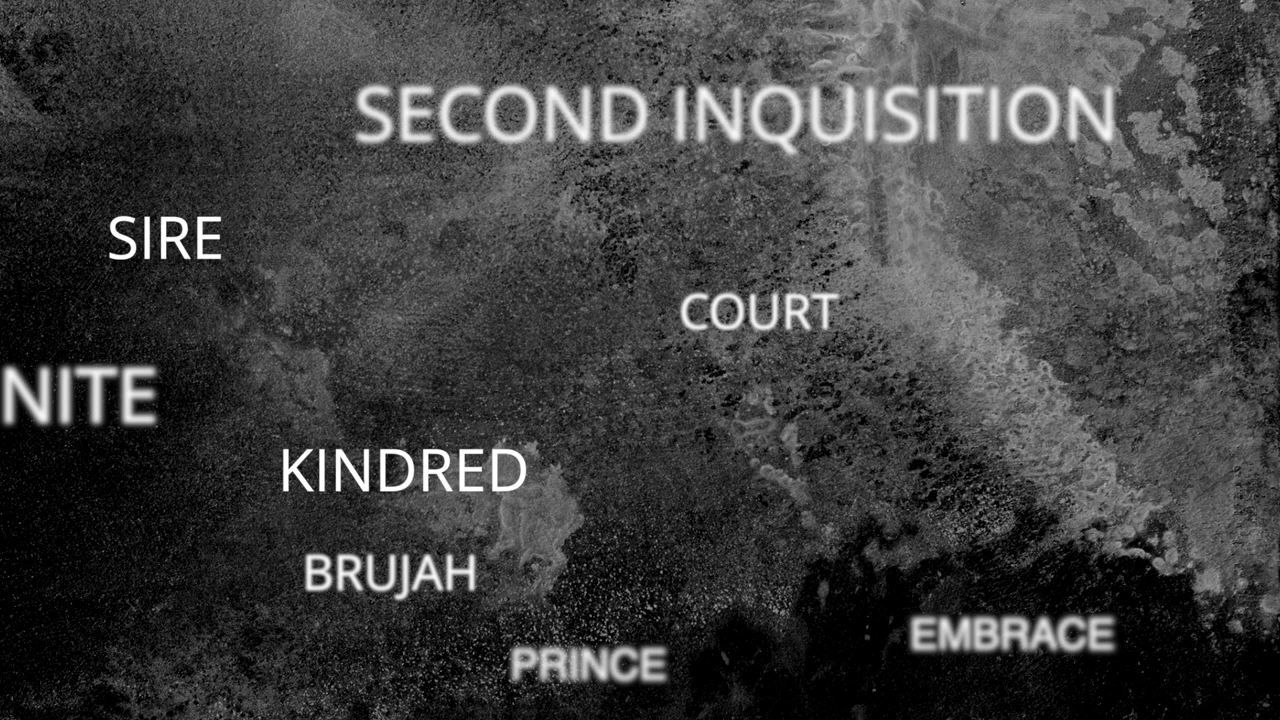 SECOND INQUISITION
SIRE
COURT
NITE
KINDRED
BRUJAH
EMBRACE
PRINCE